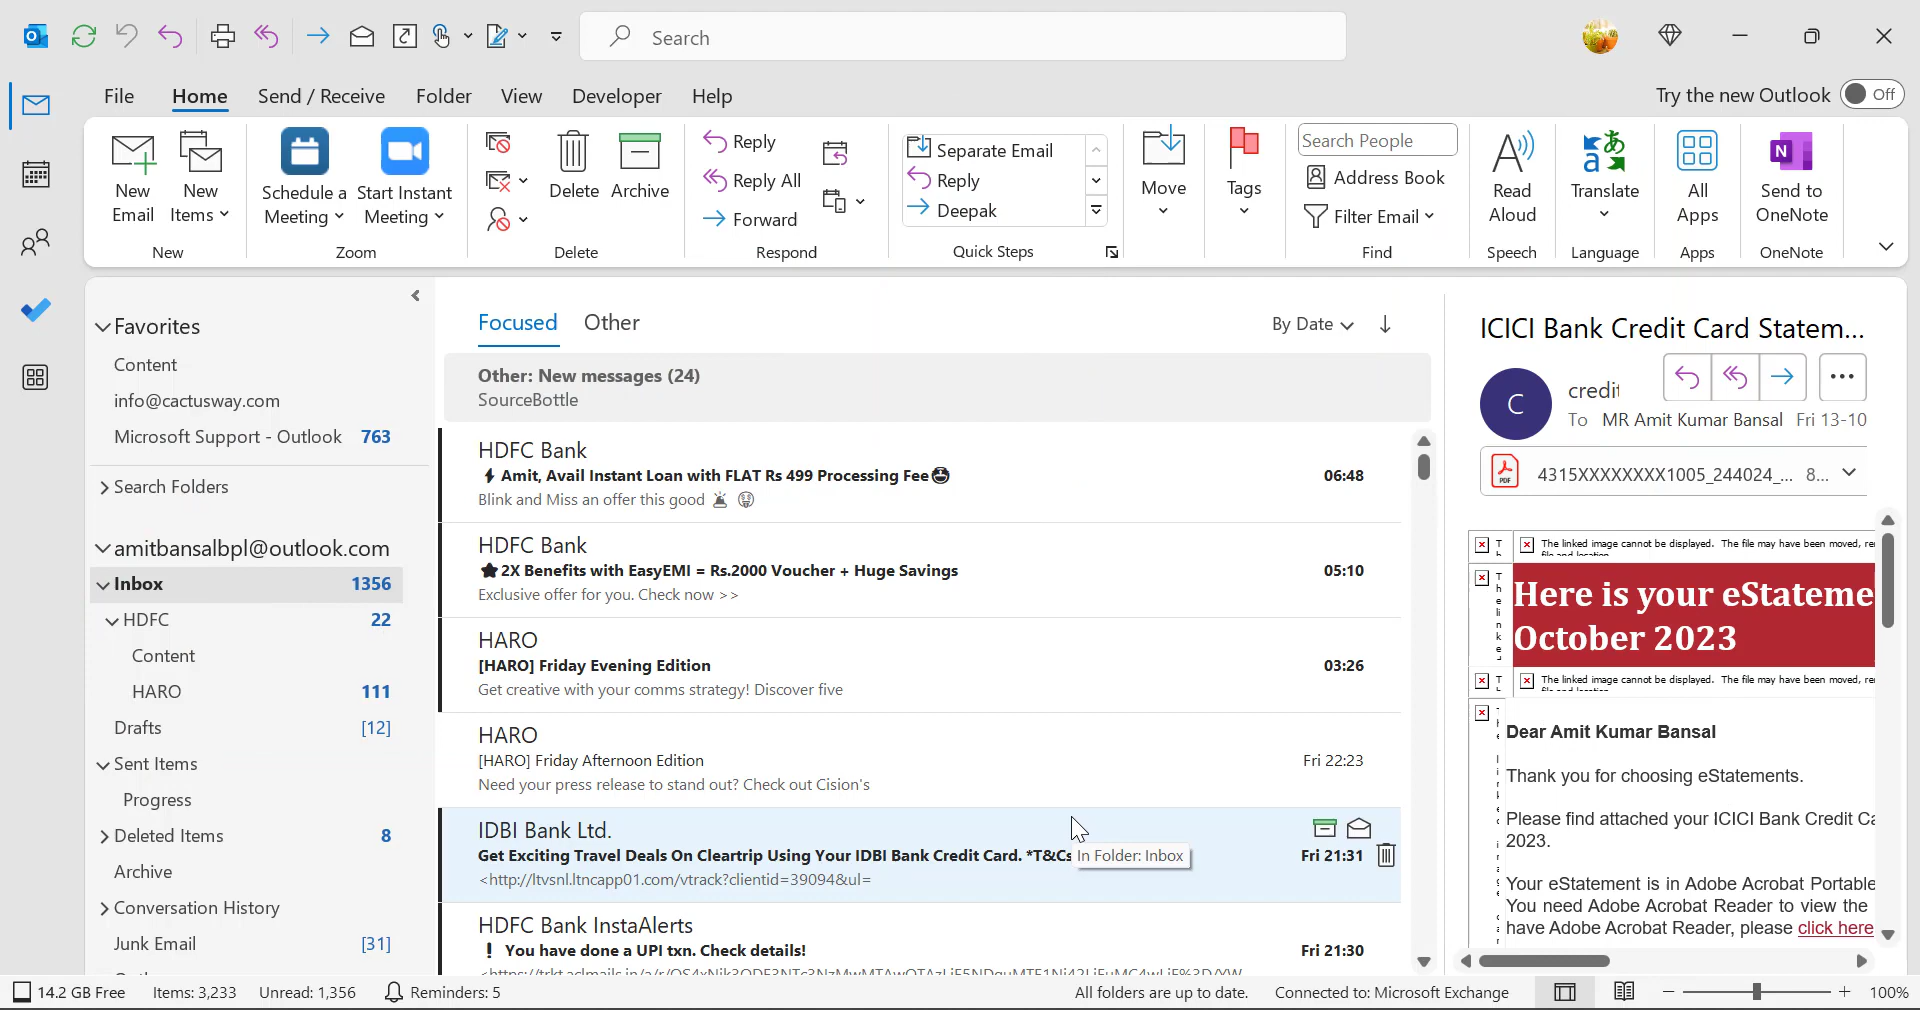 Search
File Home Send / Receive Folder View Developer Help
Try the new Outlook Off
New Email
New Items
New
Schedule a Meeting
Start Instant Meeting
Zoom
Delete
Archive
Delete
Reply
Reply All
Forward
Respond
Separate Email
Reply
Deepak
Quick Steps
Move
Tags
Search People
Address Book
Filter Email
Find
Read Aloud
Speech
Translate
Language
All Apps
Apps
N
Send to OneNote
OneNote
Favorites
Content
info@cactusway.com
Microsoft Support - Outlook 763
Search Folders
amitbansalbpl@outlook.com
Inbox 1356
HDFC 22
Content
HARO 111
Drafts [12]
Sent Items
Progress
Deleted Items 8
Archive
Conversation History
Junk Email [31]
Focused Other
By Date
Other: New messages (24)
SourceBottle
HDFC Bank
Amit, Avail Instant Loan with FLAT Rs 499 Processing Fee 06:48
Blink and Miss an offer this good
HDFC Bank
2X Benefits with EasyEMI = Rs.2000 Voucher + Huge Savings 05:10
Exclusive offer for you. Check now >>
HARO
[HARO] Friday Evening Edition 03:26
Get creative with your comms strategy! Discover five
HARO
[HARO] Friday Afternoon Edition Fri 22:23
Need your press release to stand out? Check out Cision's
IDBI Bank Ltd.
Get Exciting Travel Deals On Cleartrip Using Your IDBI Bank Credit Card. *T&Cs Fri 21:31
In Folder: Inbox
<http://ltvsnl.ltncapp01.com/vtrack?clientid=39094&ul=
HDFC Bank InstaAlerts
! You have done a UPI txn. Check details! Fri 21:30
ICICI Bank Credit Card Statem...
C
credit
To MR Amit Kumar Bansal Fri 13-10
PDF
4315XXXXXXXX1005_244024_... 8...
The linked image cannot be displayed. The file may have been moved, re
Here is your eStateme
October 2023
The linked image cannot be displayed. The file may have been moved, re
Dear Amit Kumar Bansal
Thank you for choosing eStatements.
Please find attached your ICICI Bank Credit Ca
2023.
Your eStatement is in Adobe Acrobat Portable
You need Adobe Acrobat Reader to view the
have Adobe Acrobat Reader, please click here
14.2 GB Free Items: 3,233 Unread: 1,356 Reminders: 5
All folders are up to date. Connected to: Microsoft Exchange 100%